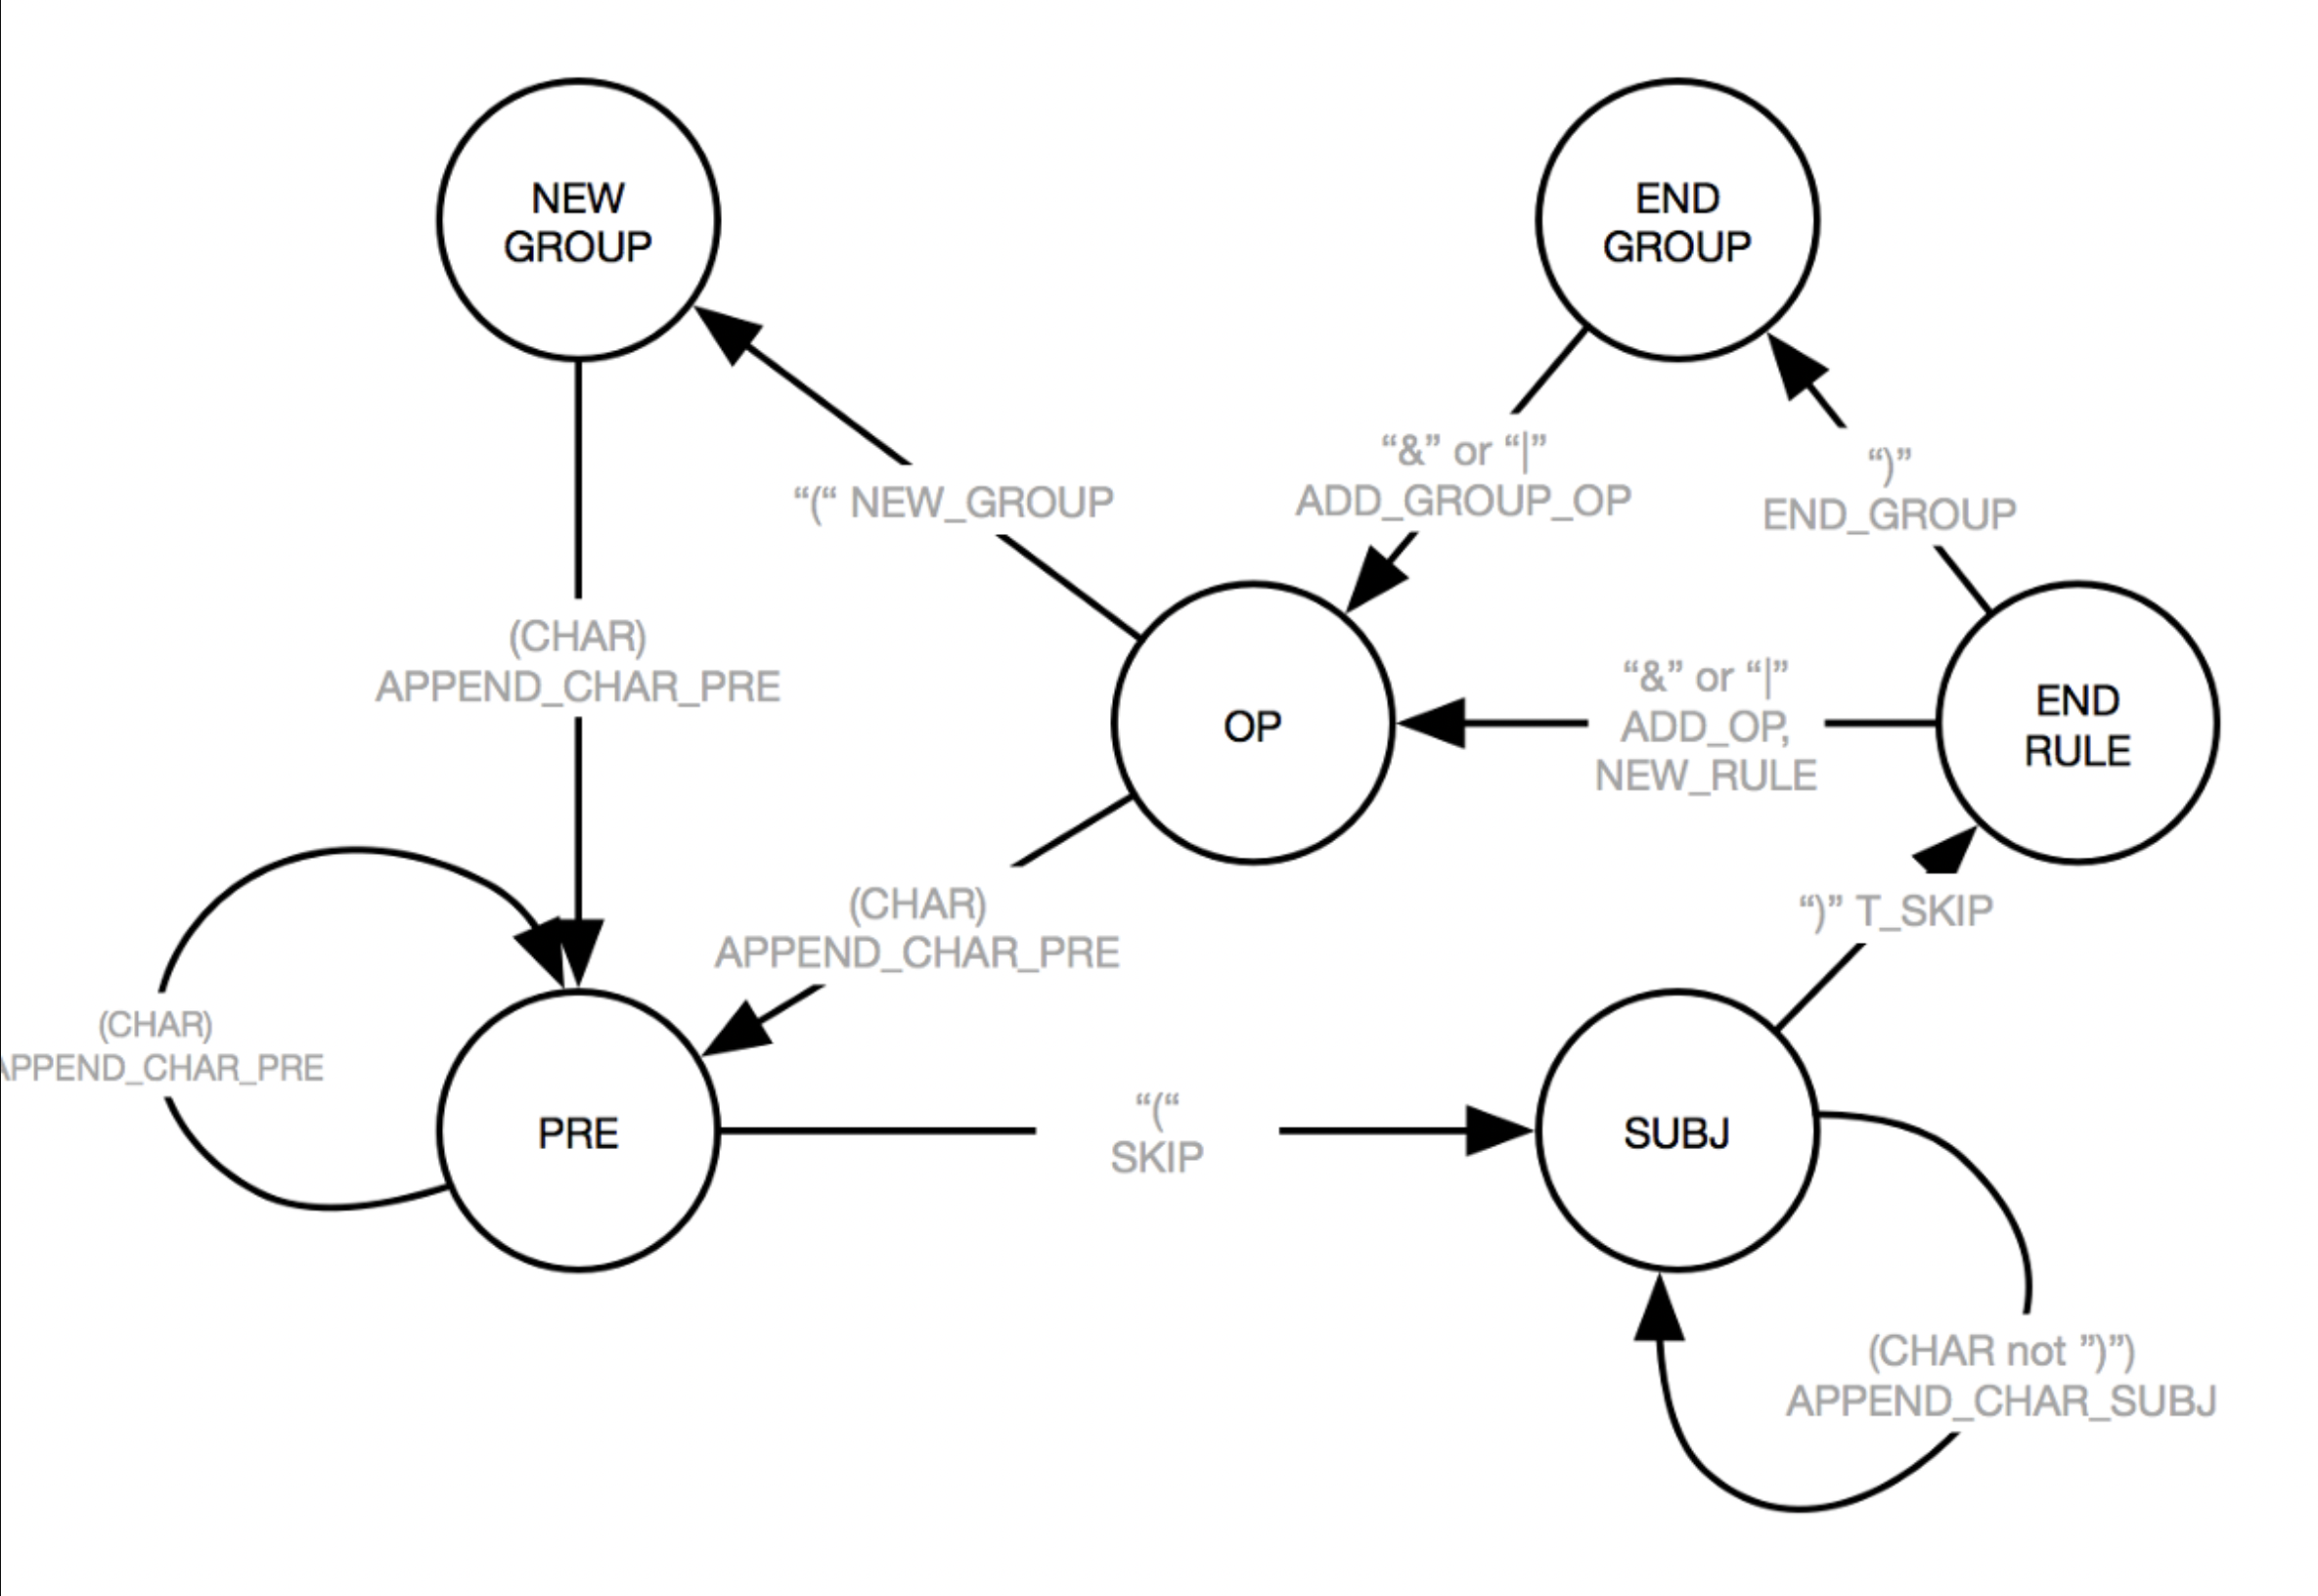 NEW
GROUP
END
GROUP
“&” or “|”
ADD_GROUP_OP
“)”
END_GROUP
“(“ NEW_GROUP
(CHAR)
APPEND_CHAR_PRE
“&” or “|”
ADD_OP,
NEW_RULE
OP
END
RULE
(CHAR)
APPEND_CHAR_PRE
“)” T_SKIP
(CHAR)
APPEND_CHAR_PRE
PRE
“(“
SKIP
SUBJ
(CHAR not ”)”)
APPEND_CHAR_SUBJ